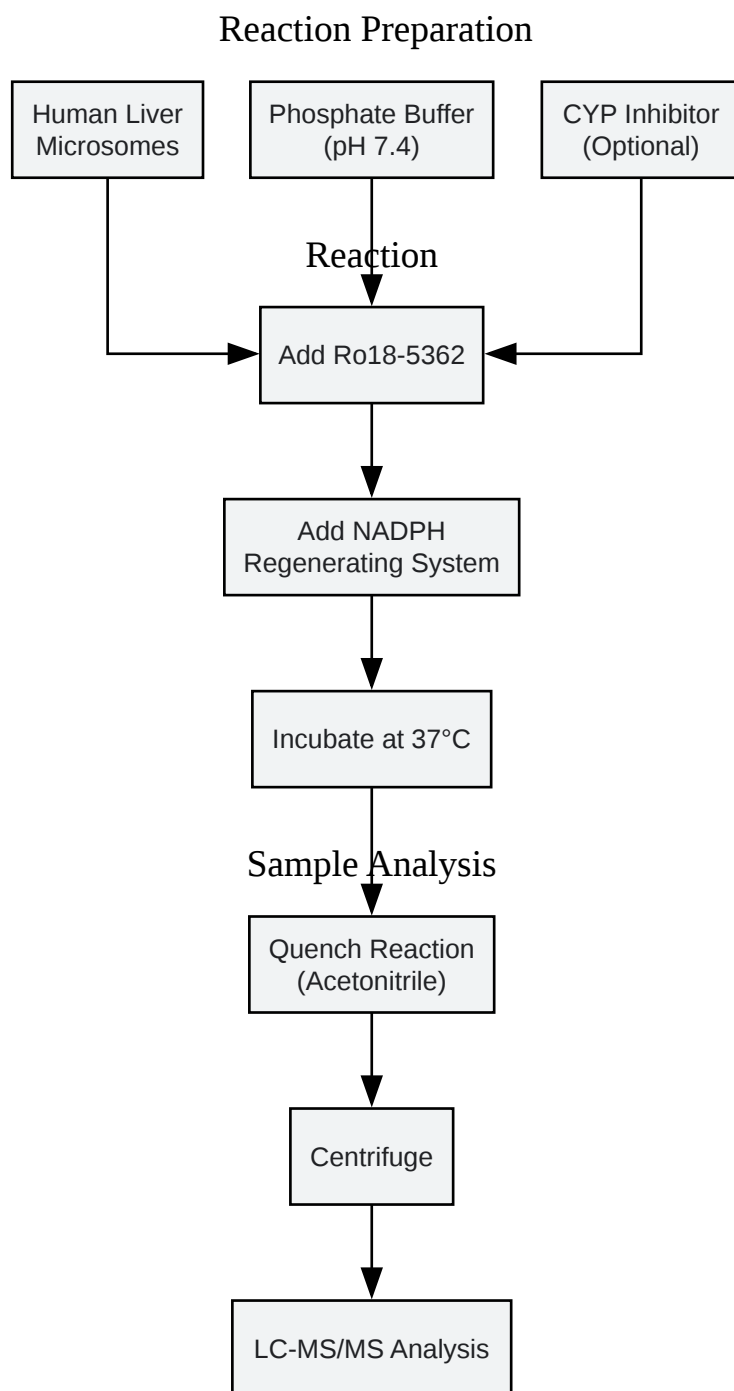 Reaction Preparation
Human Liver
Microsomes
Phosphate Buffer
(pH 7.4)
CYP Inhibitor
(Optional)
Reaction
Add Ro18-5362
Add NADPH
Regenerating System
Incubate at 37°C
Sample Analysis
Quench Reaction
(Acetonitrile)
Centrifuge
LC-MS/MS Analysis